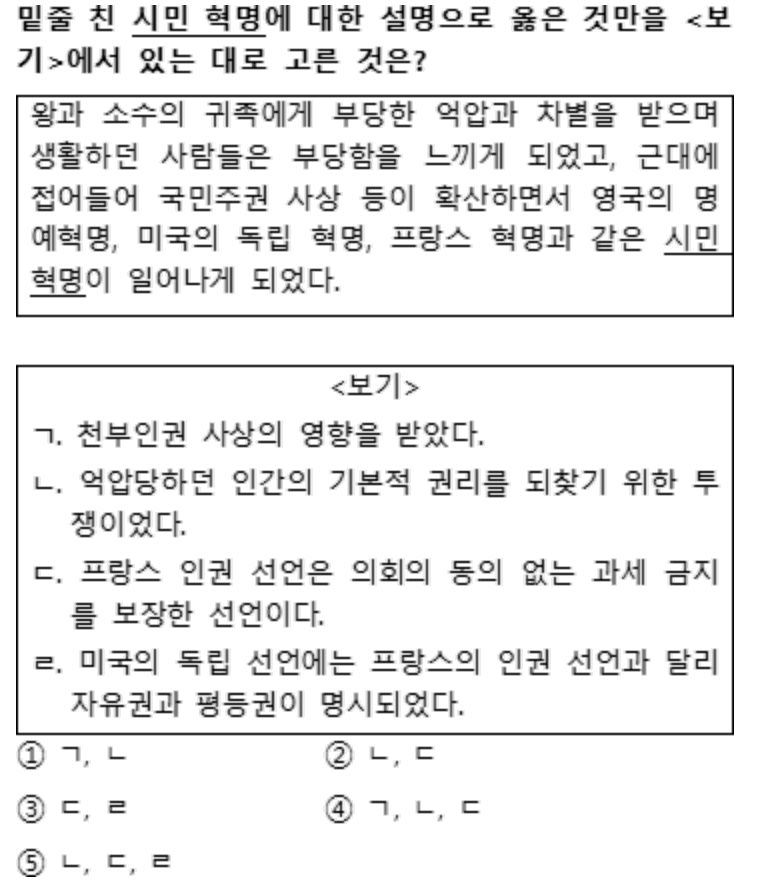 밑줄 친 시민 혁명에 대한 설명으로 옳은 것만을 <보
기>에서 있는 대로 고른 것은?
왕과 소수의 귀족에게 부당한 억압과 차별을 받으며
생활하던 사람들은 부당함을 느끼게 되었고, 근대에
접어들어 국민주권 사상 등이 확산하면서 영국의 명
예혁명, 미국의 독립 혁명, 프랑스 혁명과 같은 시민
혁명이 일어나게 되었다.
<보기>
ㄱ. 천부인권 사상의 영향을 받았다.
ㄴ. 억압당하던 인간의 기본적 권리를 되찾기 위한 투
쟁이었다.
ㄷ. 프랑스 인권 선언은 의회의 동의 없는 과세 금지
를 보장한 선언이다.
ㄹ. 미국의 독립 선언에는 프랑스의 인권 선언과 달리
자유권과 평등권이 명시되었다.
① ㄱ, ㄴ ② ㄴ, ㄷ
③ ㄷ, ㄹ ④ ㄱ, ㄴ, ㄷ
⑤ ㄴ, ㄷ, ㄹ